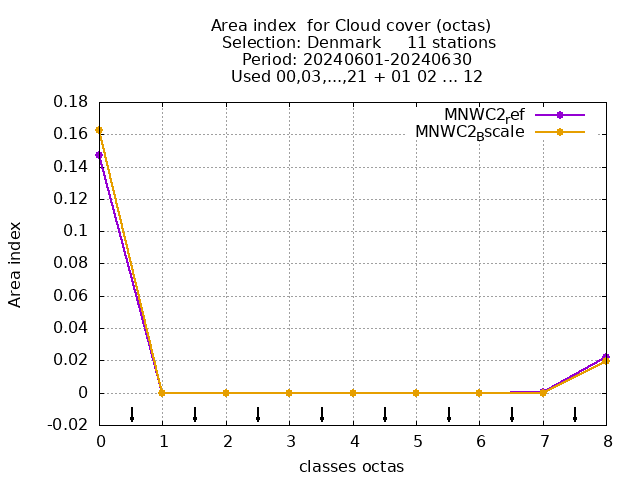 Area index  for Cloud cover (octas)
Selection: Denmark     11 stations
Period: 20240601-20240630
Used 00,03,...,21 + 01 02 ... 12
MNWC2ref
MNWC2Bscale
0.18
0.16
0.14
0.12
0.1
0.08
0.06
0.04
0.02
0
-0.02
Area index
0 1 2 3 4 5 6 7 8
classes octas